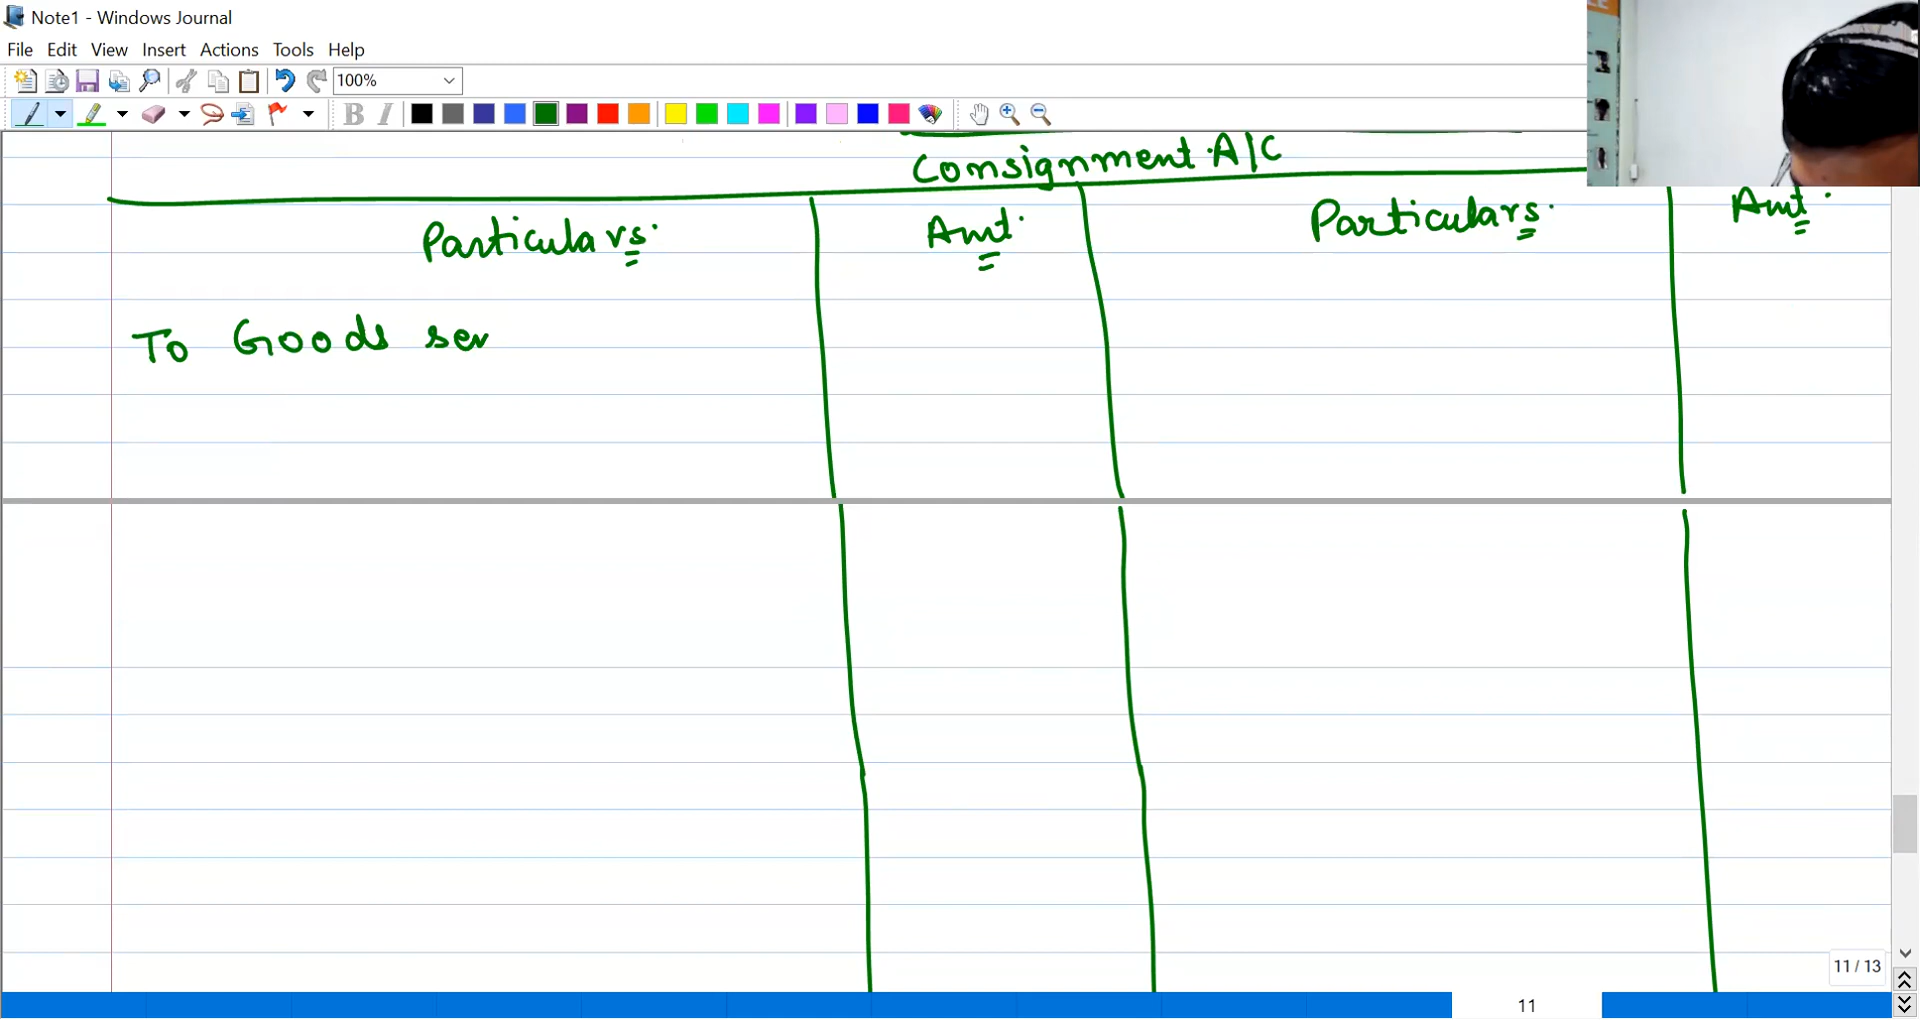 Note1 - Windows Journal
File Edit View Insert Actions Tools Help
100%
B I
Consignment A/C
Particulars Amt. Particulars Amt.
To Goods sen
11 / 13
11